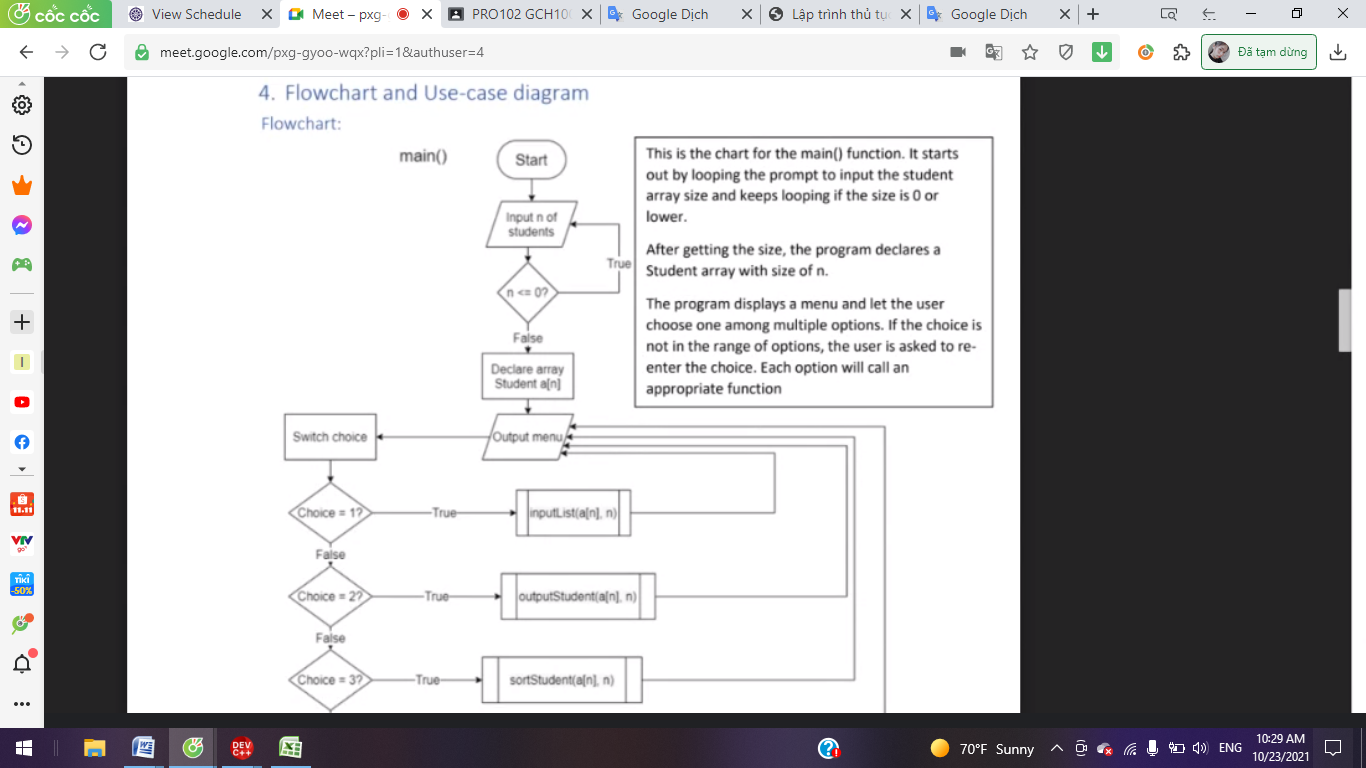 cốc cốc
View Schedule
Meet – pxg-
PRO102 GCH10
Google Dịch
Lập trình thủ tục
Google Dịch
meet.google.com/pxg-gyoo-wqx?pli=1&authuser=4
Đã tạm dừng
4. Flowchart and Use-case diagram
Flowchart:
main()
Start
Input n of
students
True
n <= 0?
False
Declare array
Student a[n]
This is the chart for the main() function. It starts
out by looping the prompt to input the student
array size and keeps looping if the size is 0 or
lower.
After getting the size, the program declares a
Student array with size of n.
The program displays a menu and let the user
choose one among multiple options. If the choice is
not in the range of options, the user is asked to re-
enter the choice. Each option will call an
appropriate function
Switch choice
Output menu
Choice = 1?
True
inputList(a[n], n)
False
Choice = 2?
True
outputStudent(a[n], n)
False
Choice = 3?
True
sortStudent(a[n], n)
I
11.11
VTV
go
TIKI
-50%
DEV
C++
70°F Sunny
ENG
10:29 AM
10/23/2021